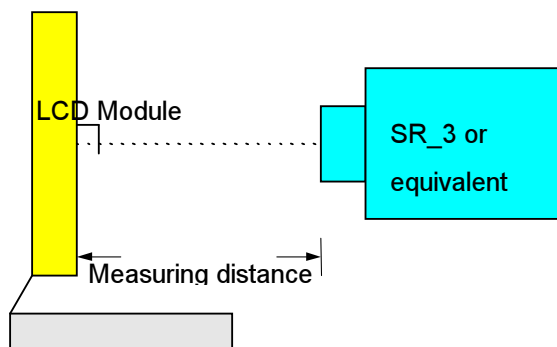 LCD Module
SR_3 or
equivalent
Measuring distance